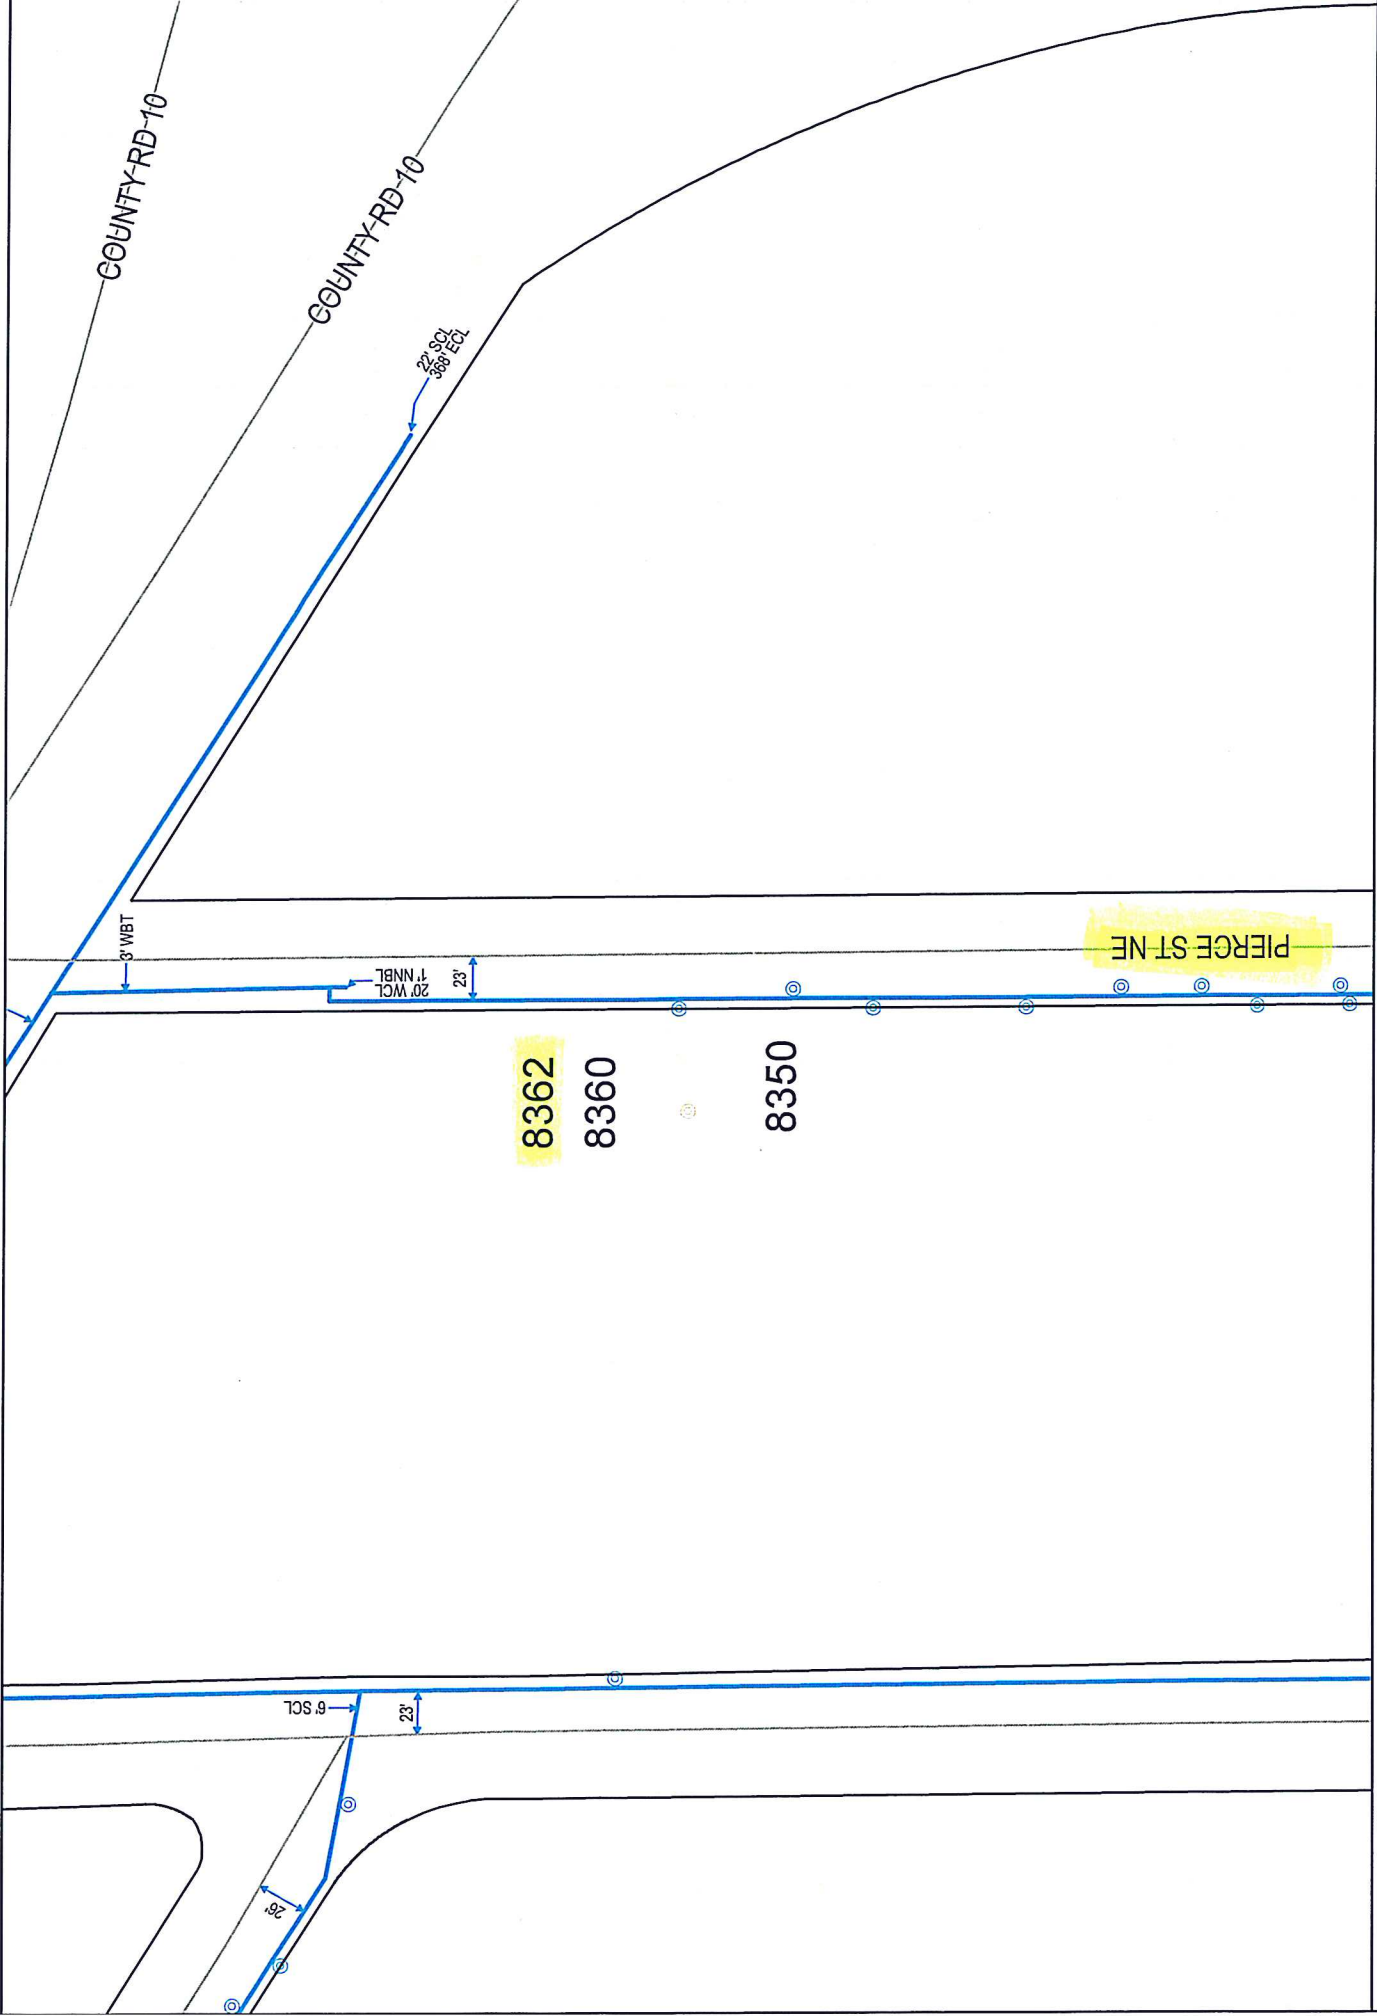 COUNTY RD 10
COUNTY RD 10
22' SCL
368' ECL
3' WBT
20' WCL
1' NNBL
23'
PIERCE ST NE
8362
8360
8350
6' SCL
23'
26'